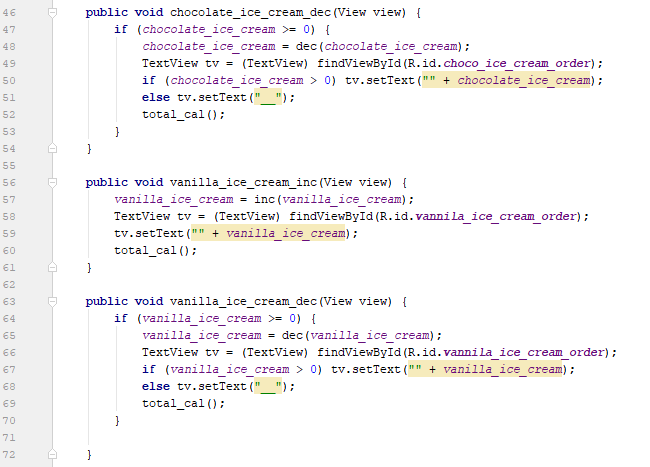 46 public void chocolate_ice_cream_dec(View view) {
47 if (chocolate_ice_cream >= 0) {
48 chocolate_ice_cream = dec(chocolate_ice_cream);
49 TextView tv = (TextView) findViewById(R.id.choco_ice_cream_order);
50 if (chocolate_ice_cream > 0) tv.setText("" + chocolate_ice_cream);
51 else tv.setText("__");
52 total_cal();
53 }
54 }
55
56 public void vanilla_ice_cream_inc(View view) {
57 vanilla_ice_cream = inc(vanilla_ice_cream);
58 TextView tv = (TextView) findViewById(R.id.vannila_ice_cream_order);
59 tv.setText("" + vanilla_ice_cream);
60 total_cal();
61 }
62
63 public void vanilla_ice_cream_dec(View view) {
64 if (vanilla_ice_cream >= 0) {
65 vanilla_ice_cream = dec(vanilla_ice_cream);
66 TextView tv = (TextView) findViewById(R.id.vannila_ice_cream_order);
67 if (vanilla_ice_cream > 0) tv.setText("" + vanilla_ice_cream);
68 else tv.setText("__");
69 total_cal();
70 }
71
72 }